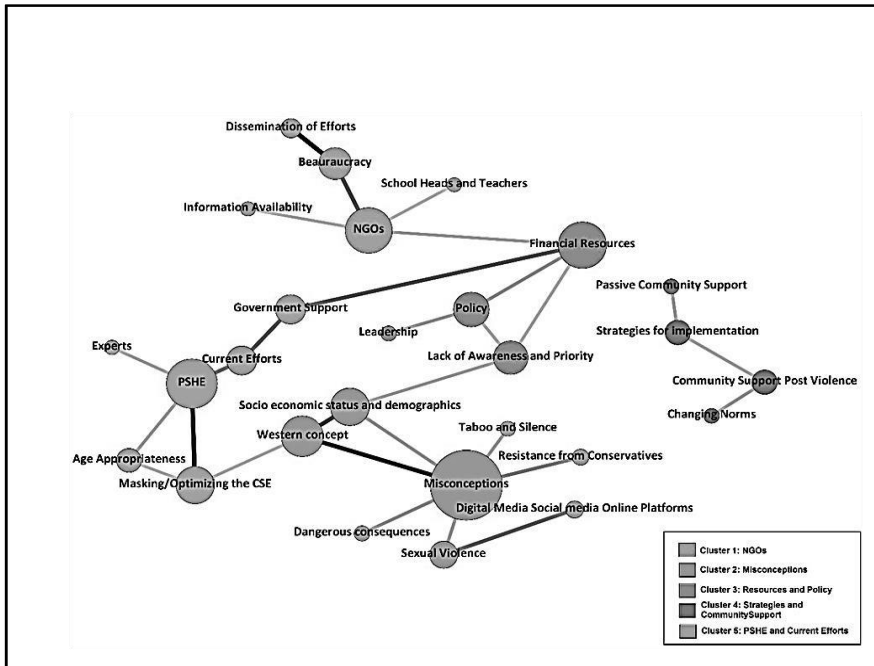 Dissemination of Efforts
Beauraucracy
School Heads and Teachers
Information Availability
NGOs
Financial Resources
Passive Community Support
Government Support
Policy
Leadership
Strategies for implementation
Experts
Current Efforts
Lack of Awareness and Priority
PSHE
Community Support Post Violence
Socio economic status and demographics
Changing Norms
Taboo and Silence
Western concept
Age Appropriateness
Resistance from Conservatives
Masking/Optimizing the CSE
Misconceptions
Digital Media Social media Online Platforms
Dangerous consequences
Sexual Violence
Cluster 1: NGOs
Cluster 2: Misconceptions
Cluster 3: Resources and Policy
Cluster 4: Strategies and
CommunitySupport
Cluster 5: PSHE and Current Efforts